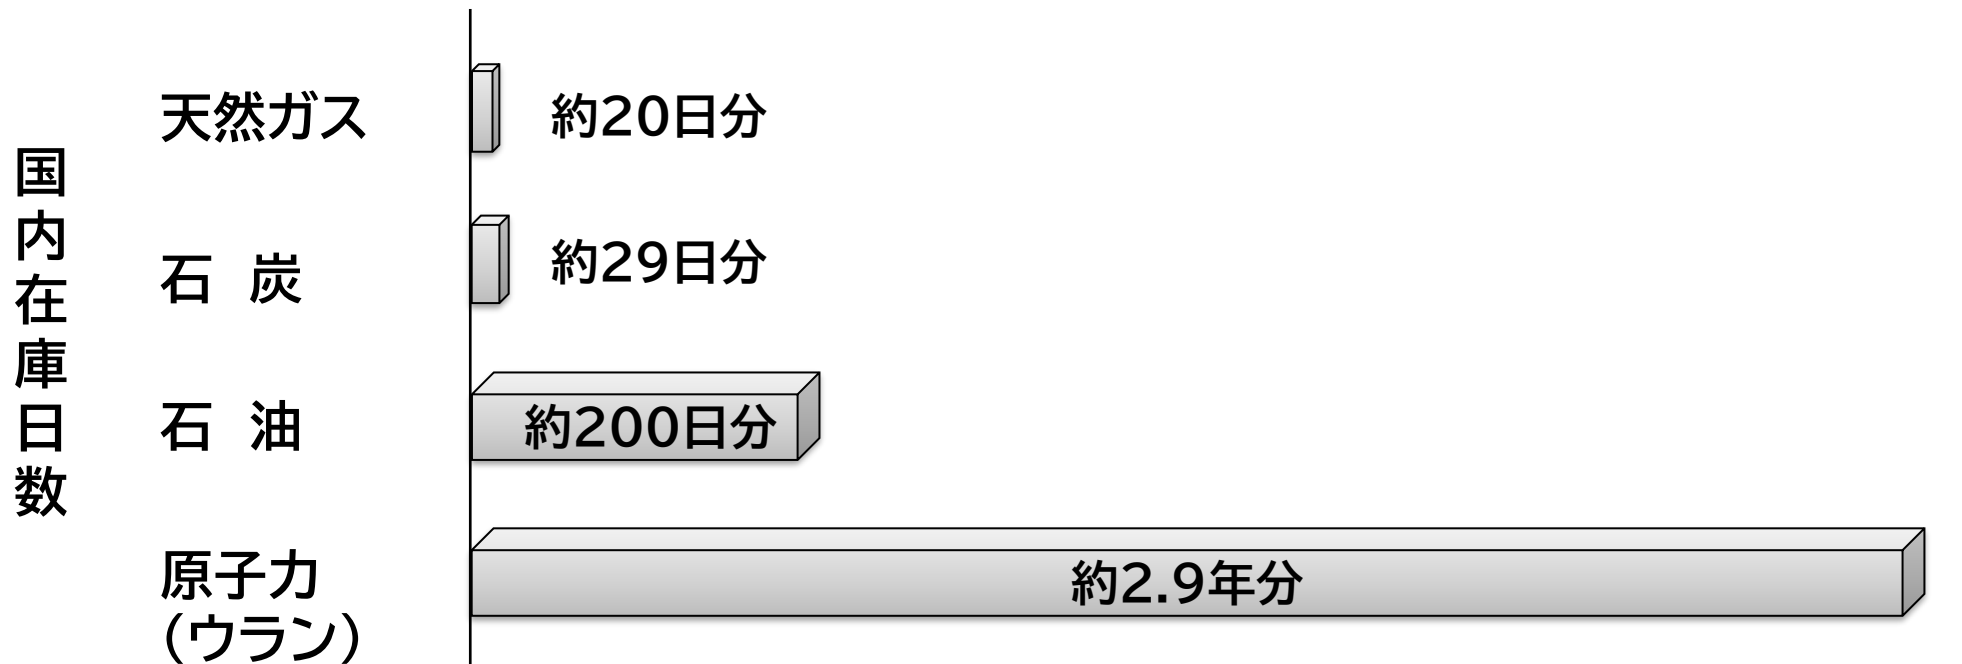 国内在庫日数
天然ガス
約20日分
石 炭
約29日分
石 油
約200日分
原子力
(ウラン)
約2.9年分